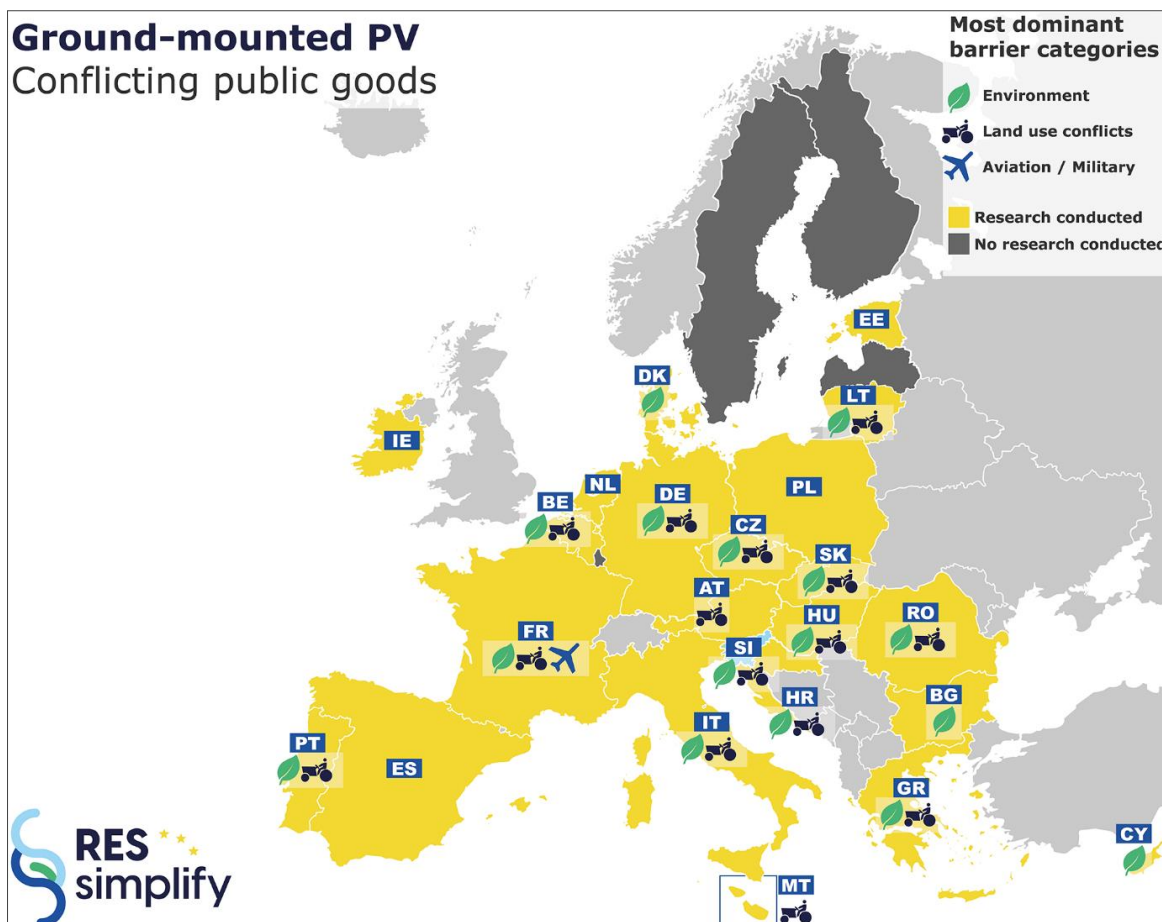 Ground-mounted PV
Conflicting public goods
Most dominant
barrier categories
Environment
Land use conflicts
Aviation / Military
Research conducted
No research conducted
EE
DK
LT
IE
NL
PL
BE
DE
CZ
SK
AT
HU
RO
FR
SI
HR
BG
IT
PT
ES
GR
CY
MT
RES
simplify